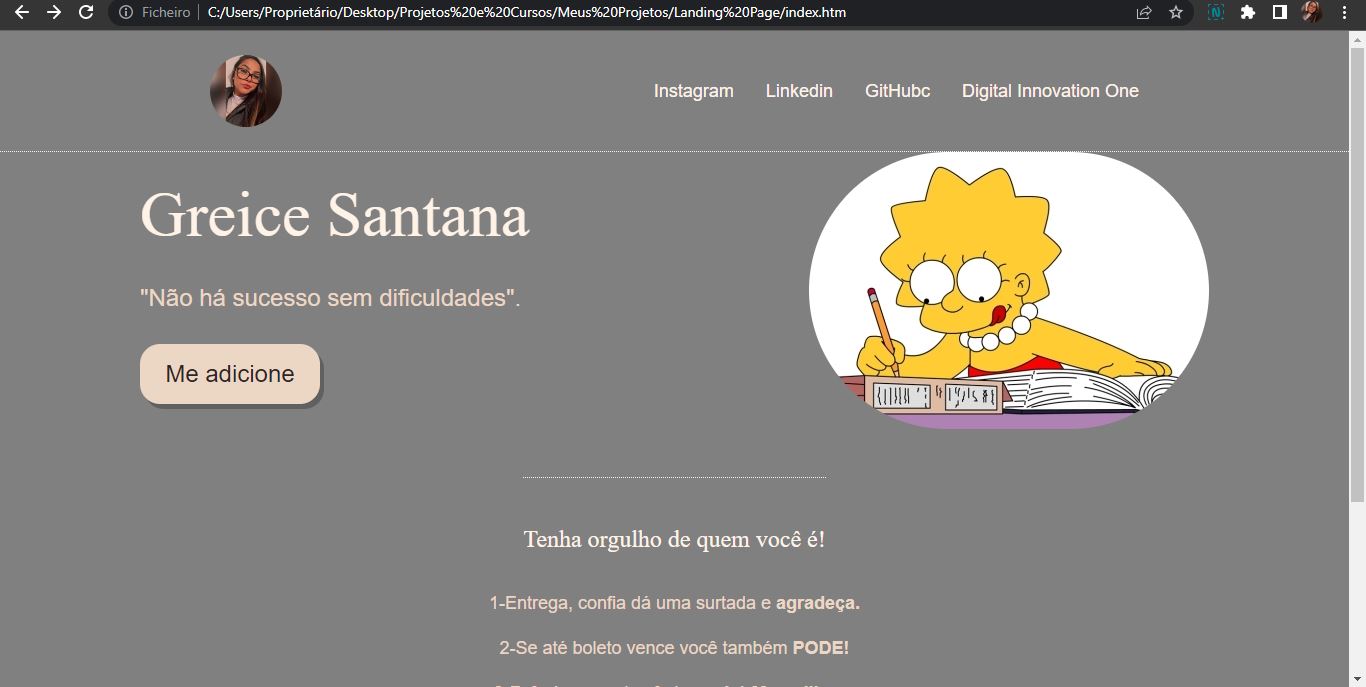 Ficheiro | C:/Users/Proprietário/Desktop/Projetos%20e%20Cursos/Meus%20Projetos/Landing%20Page/index.htm
Instagram Linkedin GitHubc Digital Innovation One
Greice Santana
"Não há sucesso sem dificuldades".
Me adicione
Tenha orgulho de quem você é!
1-Entrega, confia dá uma surtada e agradeça.
2-Se até boleto vence você também PODE!